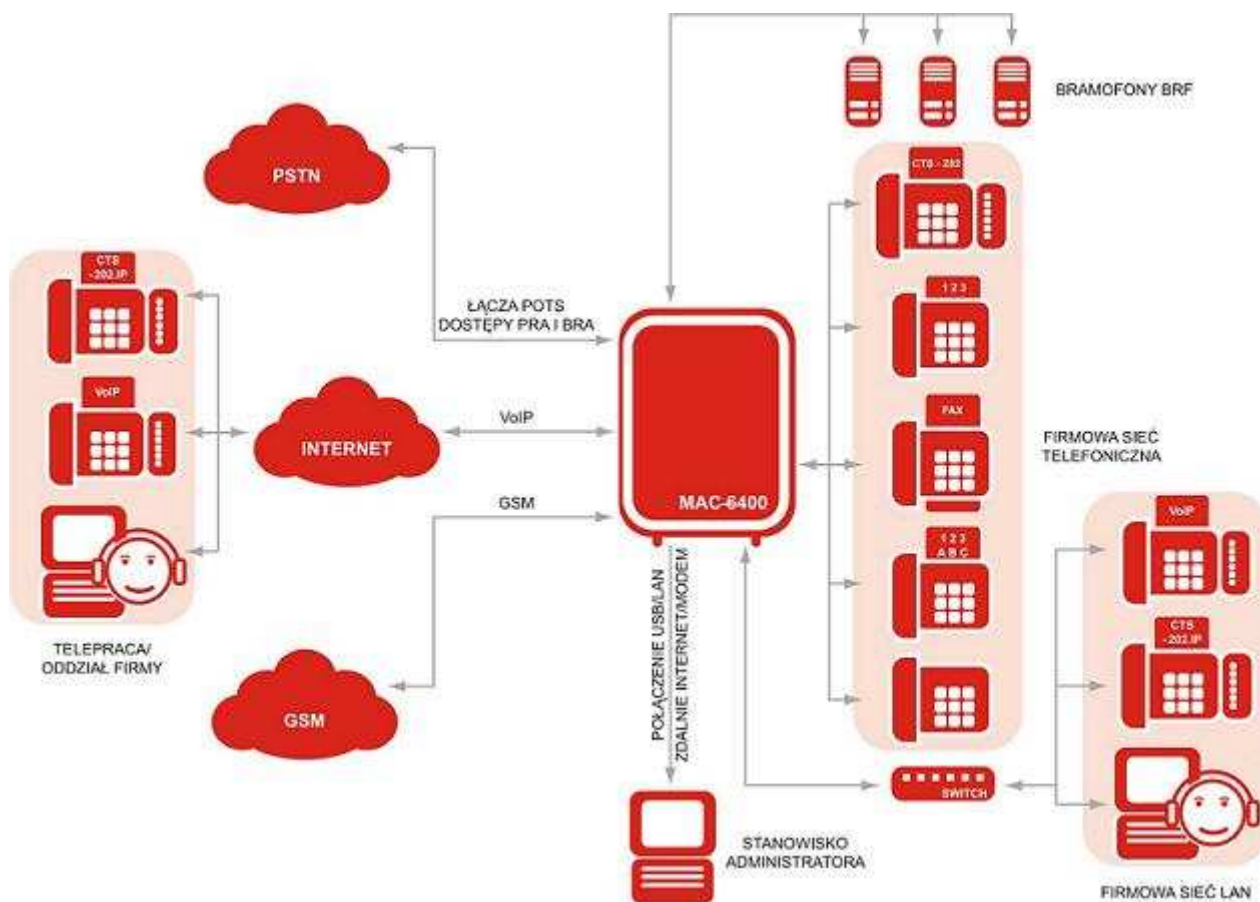 BRAMOFONY BRF
PSTN
CTS - 202
CTS
-202.IP
ŁĄCZA POTS
DOSTĘPY PRA I BRA
1 2 3
VoIP
INTERNET
VoIP
FAX
FIRMOWA SIEĆ
TELEFONICZNA
GSM
MAC-6400
1 2 3
A B C
VoIP
TELEPRACA/
ODDZIAŁ FIRMY
GSM
POŁĄCZENIE USB/LAN
ZDALNIE INTERNET/MODEM
CTS
-202.IP
SWITCH
STANOWISKO
ADMINISTRATORA
FIRMOWA SIEĆ LAN